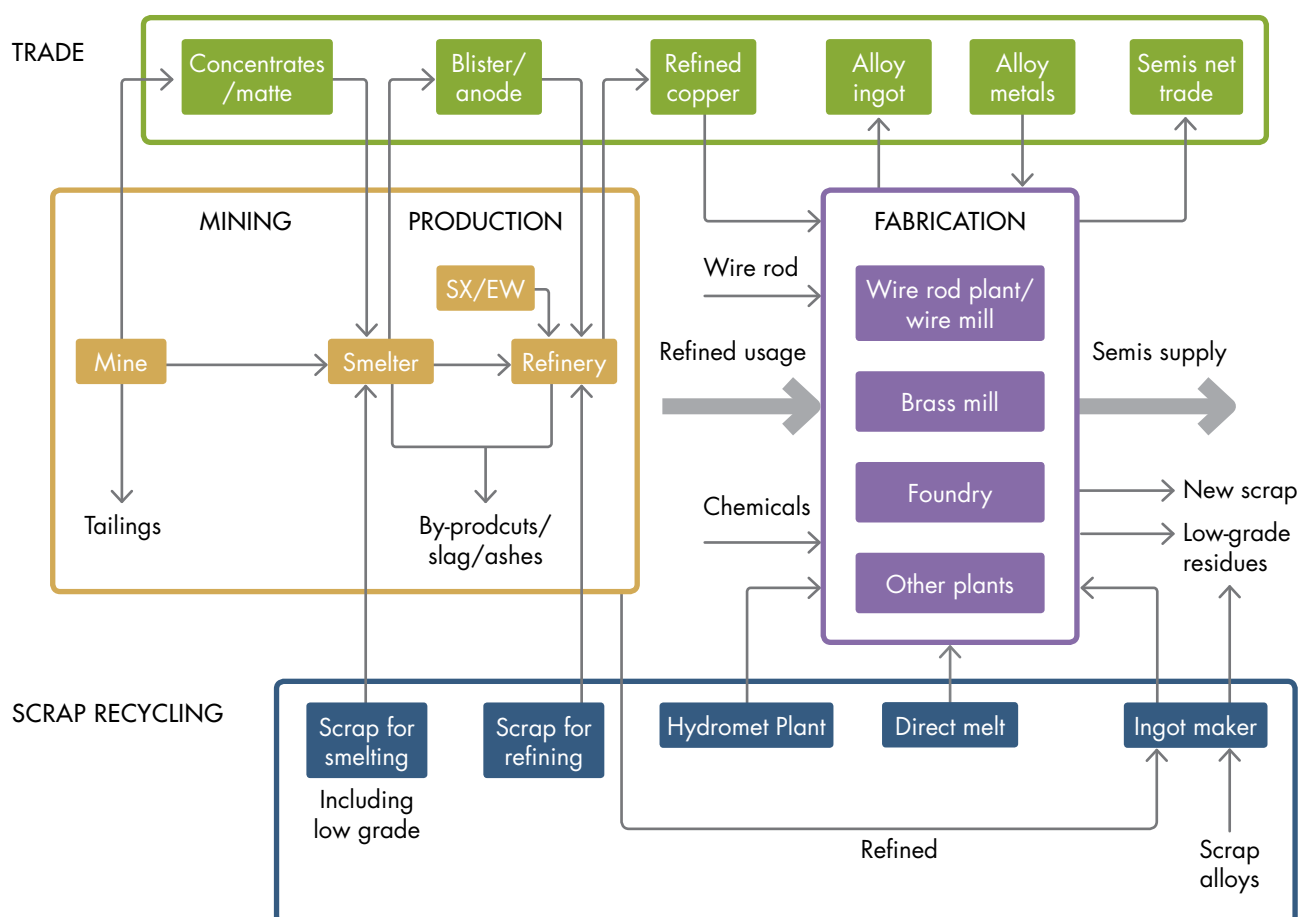 TRADE
Concentrates
/matte
Blister/
anode
Refined
copper
Alloy
ingot
Alloy
metals
Semis net
trade
MINING
PRODUCTION
FABRICATION
SX/EW
Wire rod
Wire rod plant/
wire mill
Mine
Smelter
Refinery
Refined usage
Semis supply
Brass mill
Foundry
New scrap
Chemicals
Tailings
By-prodcuts/
slag/ashes
Low-grade
residues
Other plants
SCRAP RECYCLING
Scrap for
smelting
Scrap for
refining
Hydromet Plant
Direct melt
Ingot maker
Including
low grade
Refined
Scrap
alloys